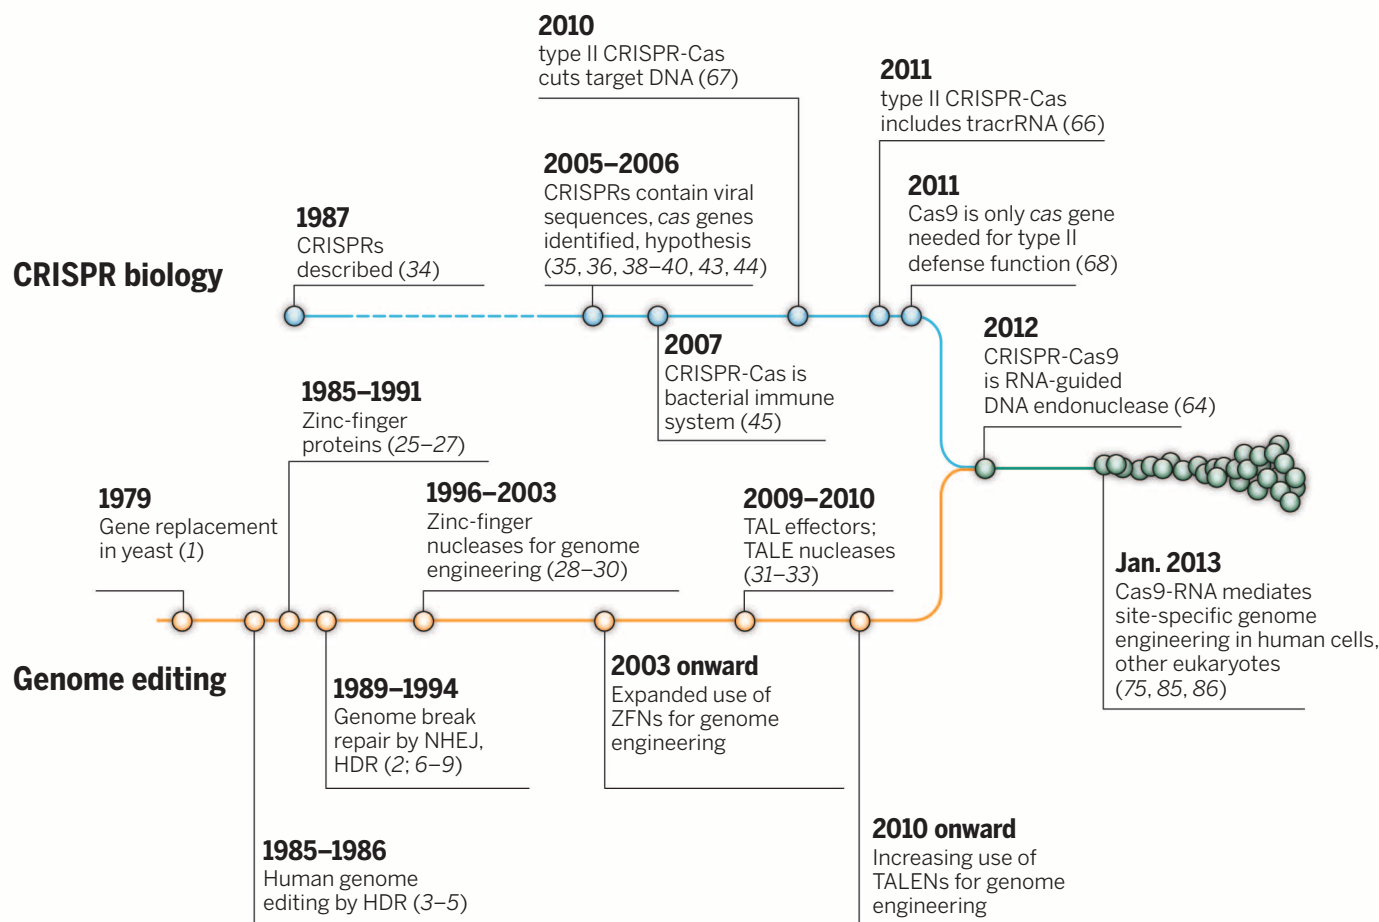 2010
type II CRISPR-Cas
cuts target DNA (67)
2011
type II CRISPR-Cas
includes tracrRNA (66)
2005–2006
CRISPRs contain viral
sequences, cas genes
identified, hypothesis
(35, 36, 38–40, 43, 44)
2011
Cas9 is only cas gene
needed for type II
defense function (68)
1987
CRISPRs
described (34)
CRISPR biology
2007
CRISPR-Cas is
bacterial immune
system (45)
2012
CRISPR-Cas9
is RNA-guided
DNA endonuclease (64)
1985–1991
Zinc-finger
proteins (25–27)
1979
Gene replacement
in yeast (1)
1996–2003
Zinc-finger
nucleases for genome
engineering (28–30)
2009–2010
TAL effectors;
TALE nucleases
(31–33)
Jan. 2013
Cas9-RNA mediates
site-specific genome
engineering in human cells,
other eukaryotes
(75, 85, 86)
Genome editing
1989–1994
Genome break
repair by NHEJ,
HDR (2; 6–9)
2003 onward
Expanded use of
ZFNs for genome
engineering
1985–1986
Human genome
editing by HDR (3–5)
2010 onward
Increasing use of
TALENs for genome
engineering